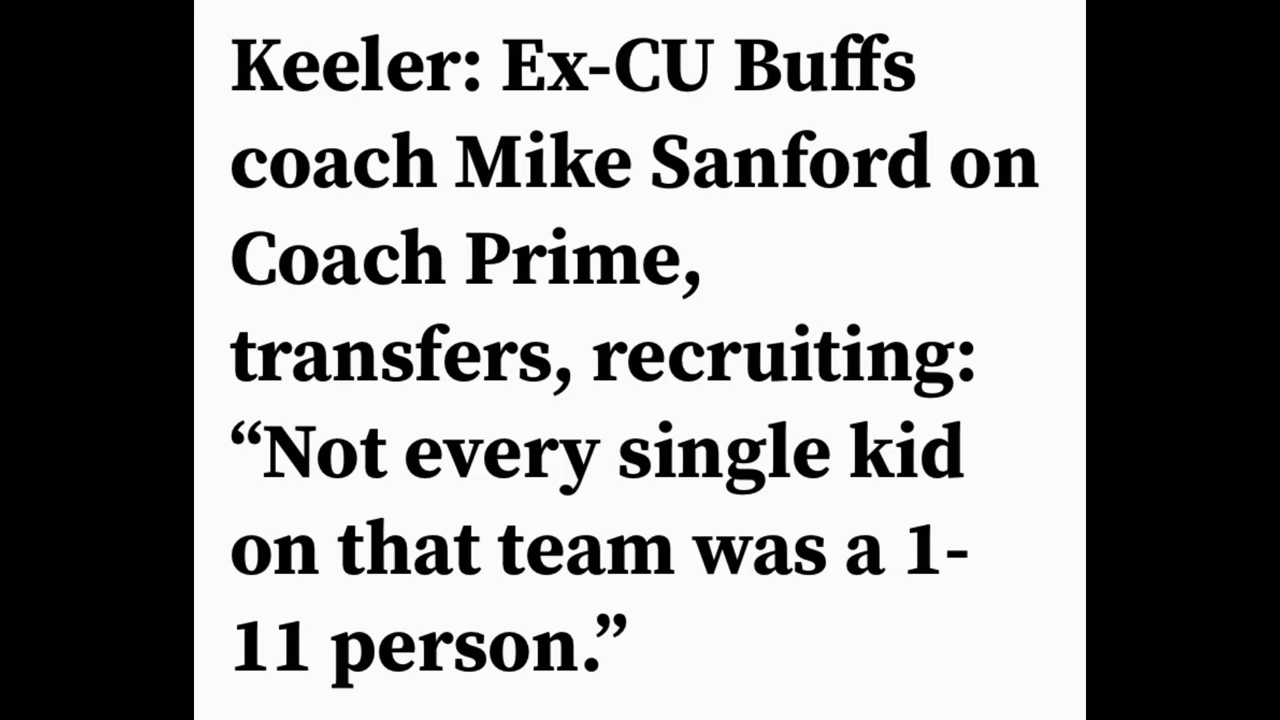 Keeler: Ex-CU Buffs
coach Mike Sanford on
Coach Prime,
transfers, recruiting:
“Not every single kid
on that team was a 1-
11 person.”